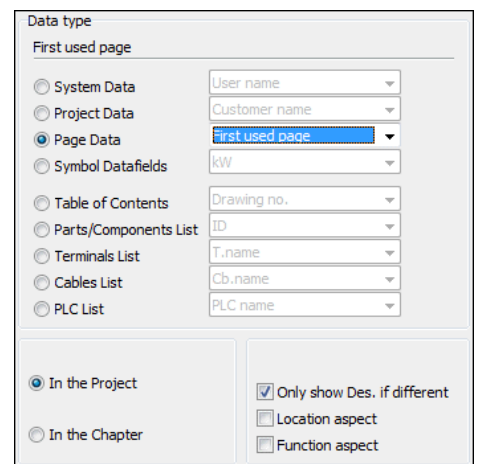 Data type
First used page
System Data User name
Project Data Customer name
Page Data First used page
Symbol Datafields kW
Table of Contents Drawing no.
Parts/Components List ID
Terminals List T.name
Cables List Cb.name
PLC List PLC name
In the Project
Only show Des. if different
Location aspect
In the Chapter
Function aspect